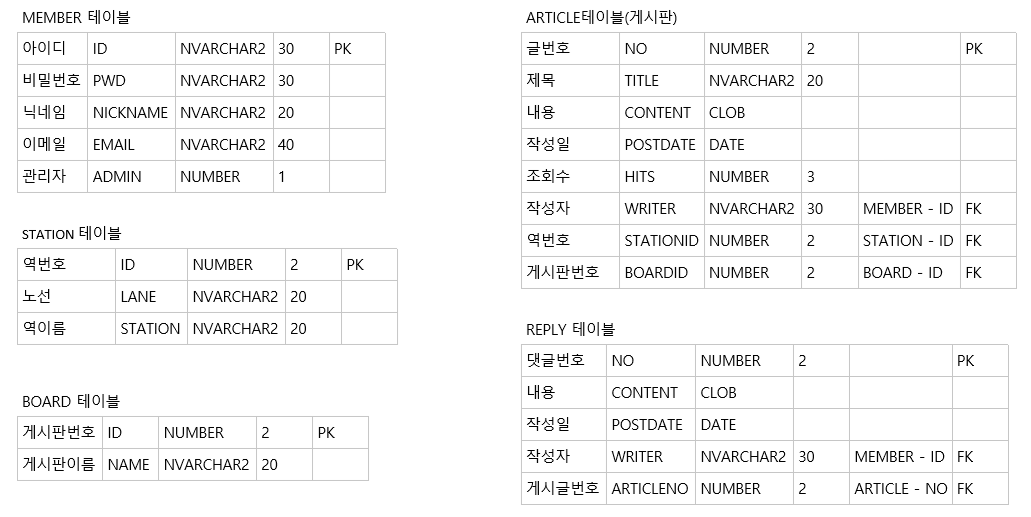 MEMBER 테이블
아이디 ID NVARCHAR2 30 PK
비밀번호 PWD NVARCHAR2 30
닉네임 NICKNAME NVARCHAR2 20
이메일 EMAIL NVARCHAR2 40
관리자 ADMIN NUMBER 1
STATION 테이블
역번호 ID NUMBER 2 PK
노선 LANE NVARCHAR2 20
역이름 STATION NVARCHAR2 20
BOARD 테이블
게시판번호 ID NUMBER 2 PK
게시판이름 NAME NVARCHAR2 20
ARTICLE테이블(게시판)
글번호 NO NUMBER 2 PK
제목 TITLE NVARCHAR2 20
내용 CONTENT CLOB
작성일 POSTDATE DATE
조회수 HITS NUMBER 3
작성자 WRITER NVARCHAR2 30 MEMBER - ID FK
역번호 STATIONID NUMBER 2 STATION - ID FK
게시판번호 BOARDID NUMBER 2 BOARD - ID FK
REPLY 테이블
댓글번호 NO NUMBER 2 PK
내용 CONTENT CLOB
작성일 POSTDATE DATE
작성자 WRITER NVARCHAR2 30 MEMBER - ID FK
게시글번호 ARTICLENO NUMBER 2 ARTICLE - NO FK